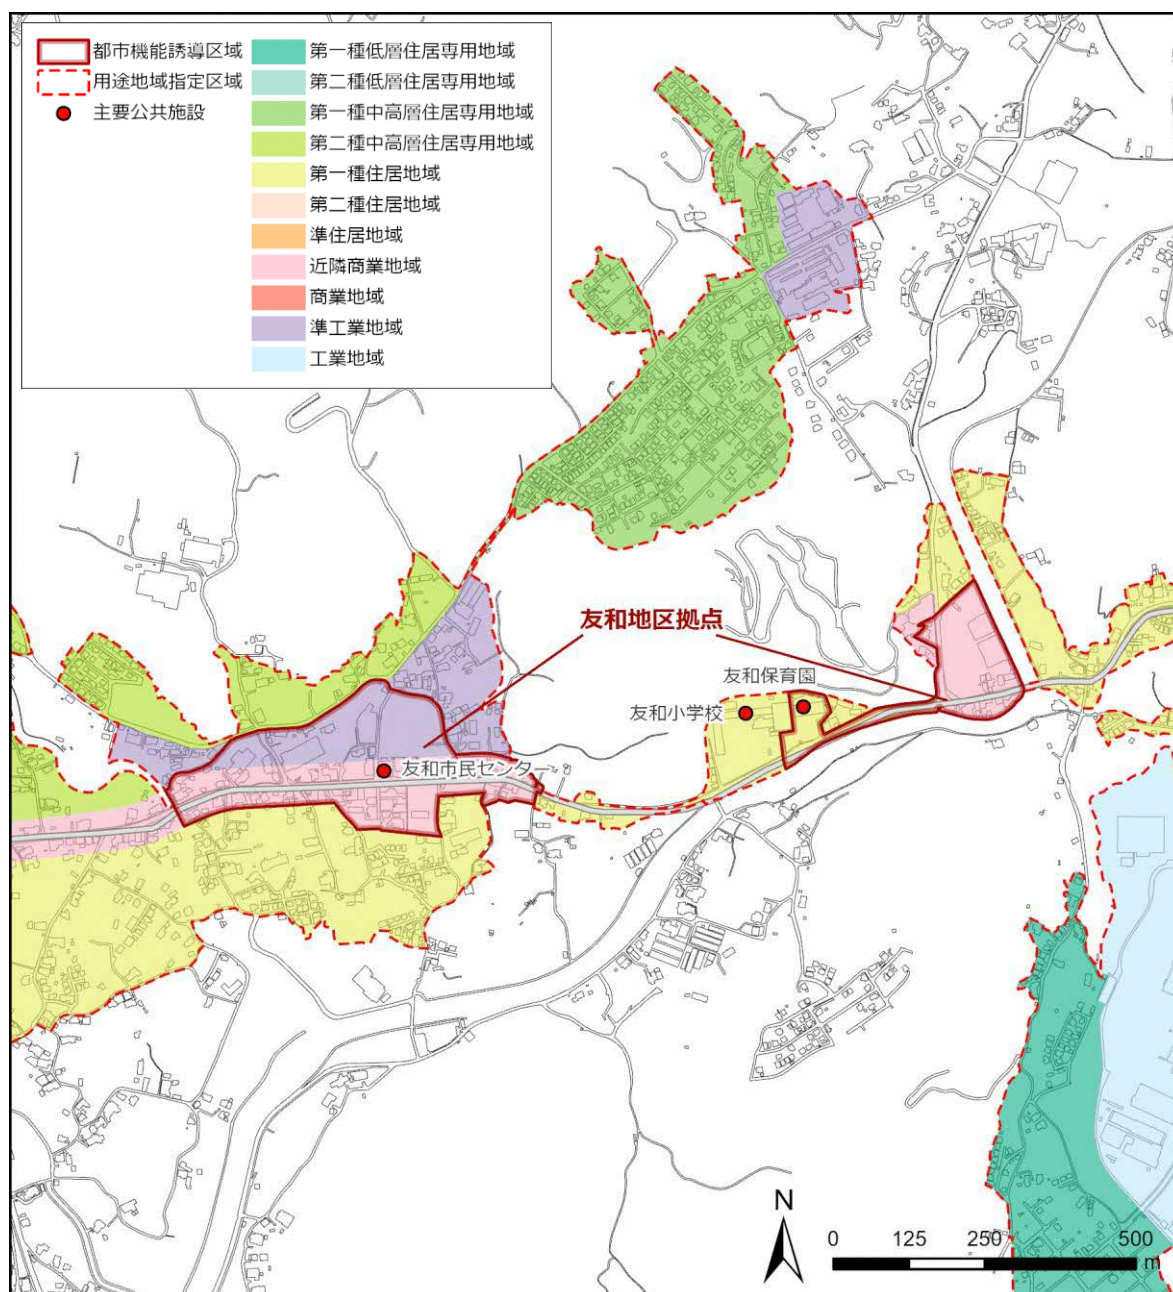 都市機能誘導区域
用途地域指定区域
主要公共施設
第一種低層住居専用地域
第二種低層住居専用地域
第一種中高層住居専用地域
第二種中高層住居専用地域
第一種住居地域
第二種住居地域
準住居地域
近隣商業地域
商業地域
準工業地域
工業地域
友和地区拠点
友和保育園
友和小学校
友和市民センター
N
0 125 250 500
m